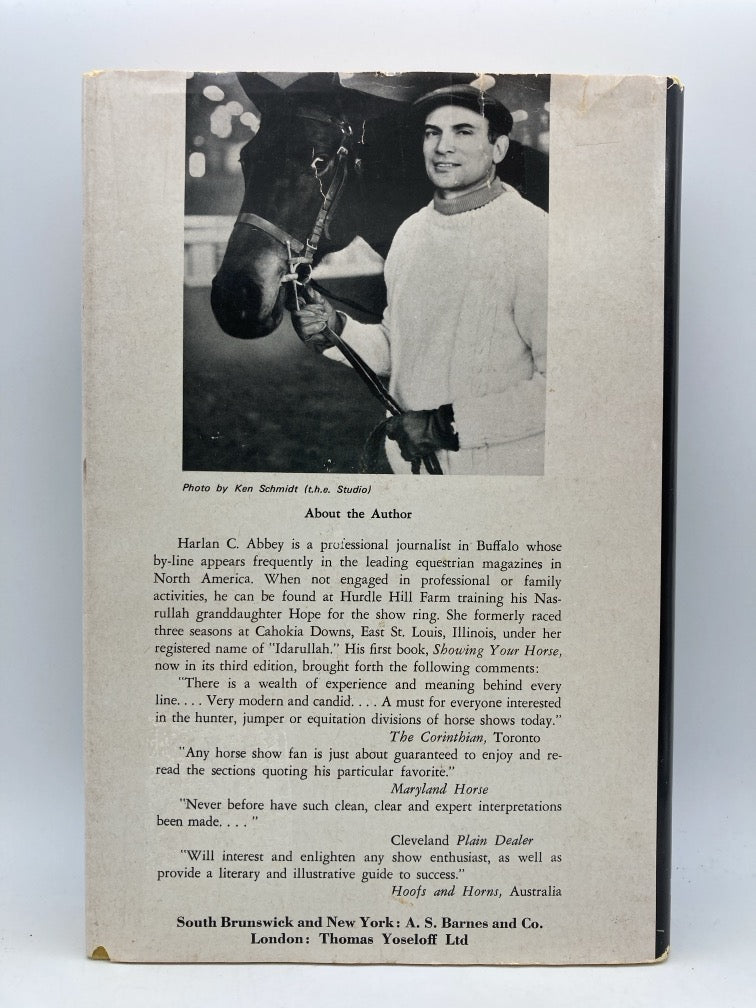 Photo by Ken Schmidt (t.h.e. Studio)
About the Author
Harlan C. Abbey is a professional journalist in Buffalo whose
by-line appears frequently in the leading equestrian magazines in
North America. When not engaged in professional or family
activities, he can be found at Hurdle Hill Farm training his Nas-
rullah granddaughter Hope for the show ring. She formerly raced
three seasons at Cahokia Downs, East St. Louis, Illinois, under her
registered name of "Idarullah." His first book, Showing Your Horse,
now in its third edition, brought forth the following comments:
"There is a wealth of experience and meaning behind every
line. . . . Very modern and candid. . . . A must for everyone interested
in the hunter, jumper or equitation divisions of horse shows today."
The Corinthian, Toronto
"Any horse show fan is just about guaranteed to enjoy and re-
read the sections quoting his particular favorite."
Maryland Horse
"Never before have such clean, clear and expert interpretations
been made. . . . "
Cleveland Plain Dealer
"Will interest and enlighten any show enthusiast, as well as
provide a literary and illustrative guide to success."
Hoofs and Horns, Australia
South Brunswick and New York: A. S. Barnes and Co.
London: Thomas Yoseloff Ltd